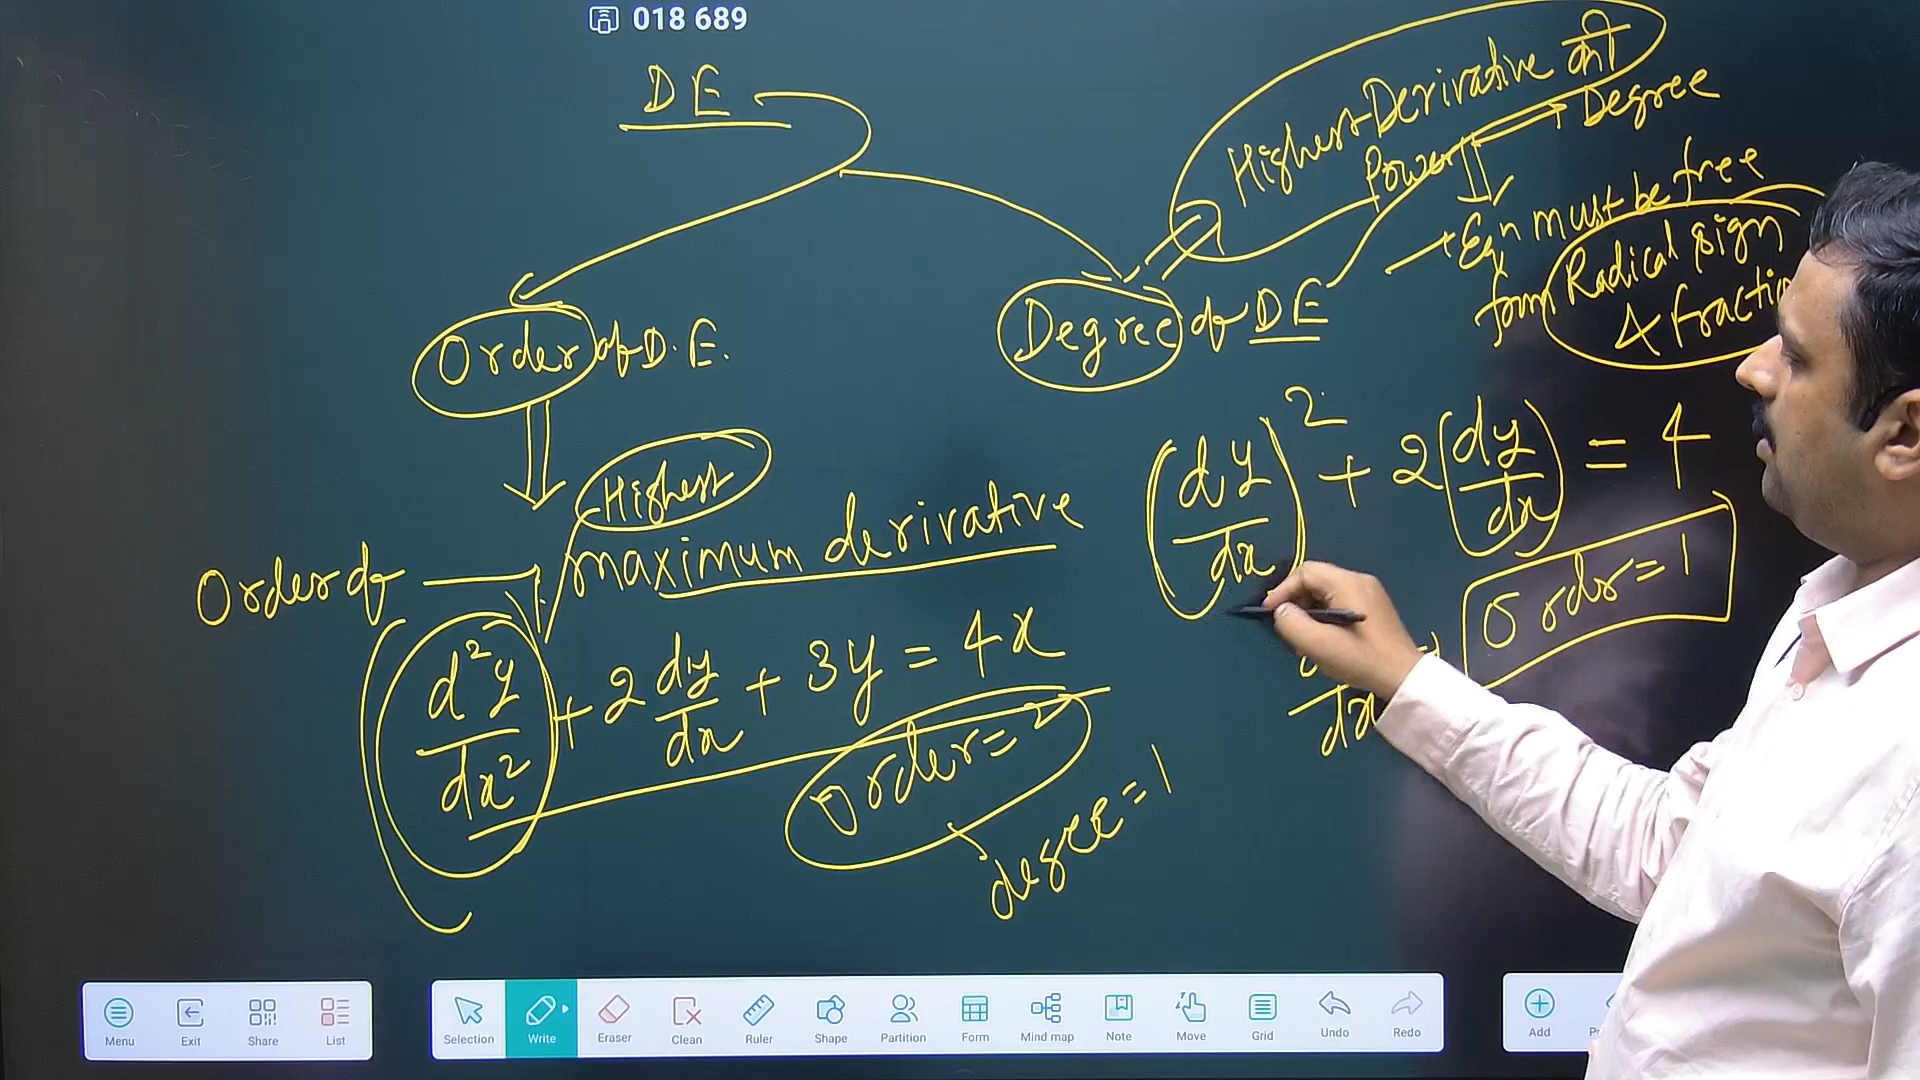 018 689
DE
Highest Derivative की
Power → Degree
→ Eqn must be free
from Radical sign
& fractio
Order of D.E.
Degree of DE
Highest
Order of → maximum derivative
d²y/dx² + 2 dy/dx + 3y = 4x
order = 2
degree = 1
(dy/dx)² + 2(dy/dx) = 4
dx
ordr = 1
Menu Exit Share List Selection Write Eraser Clean Ruler Shape Partition Form Mind map Note Move Grid Undo Redo Add